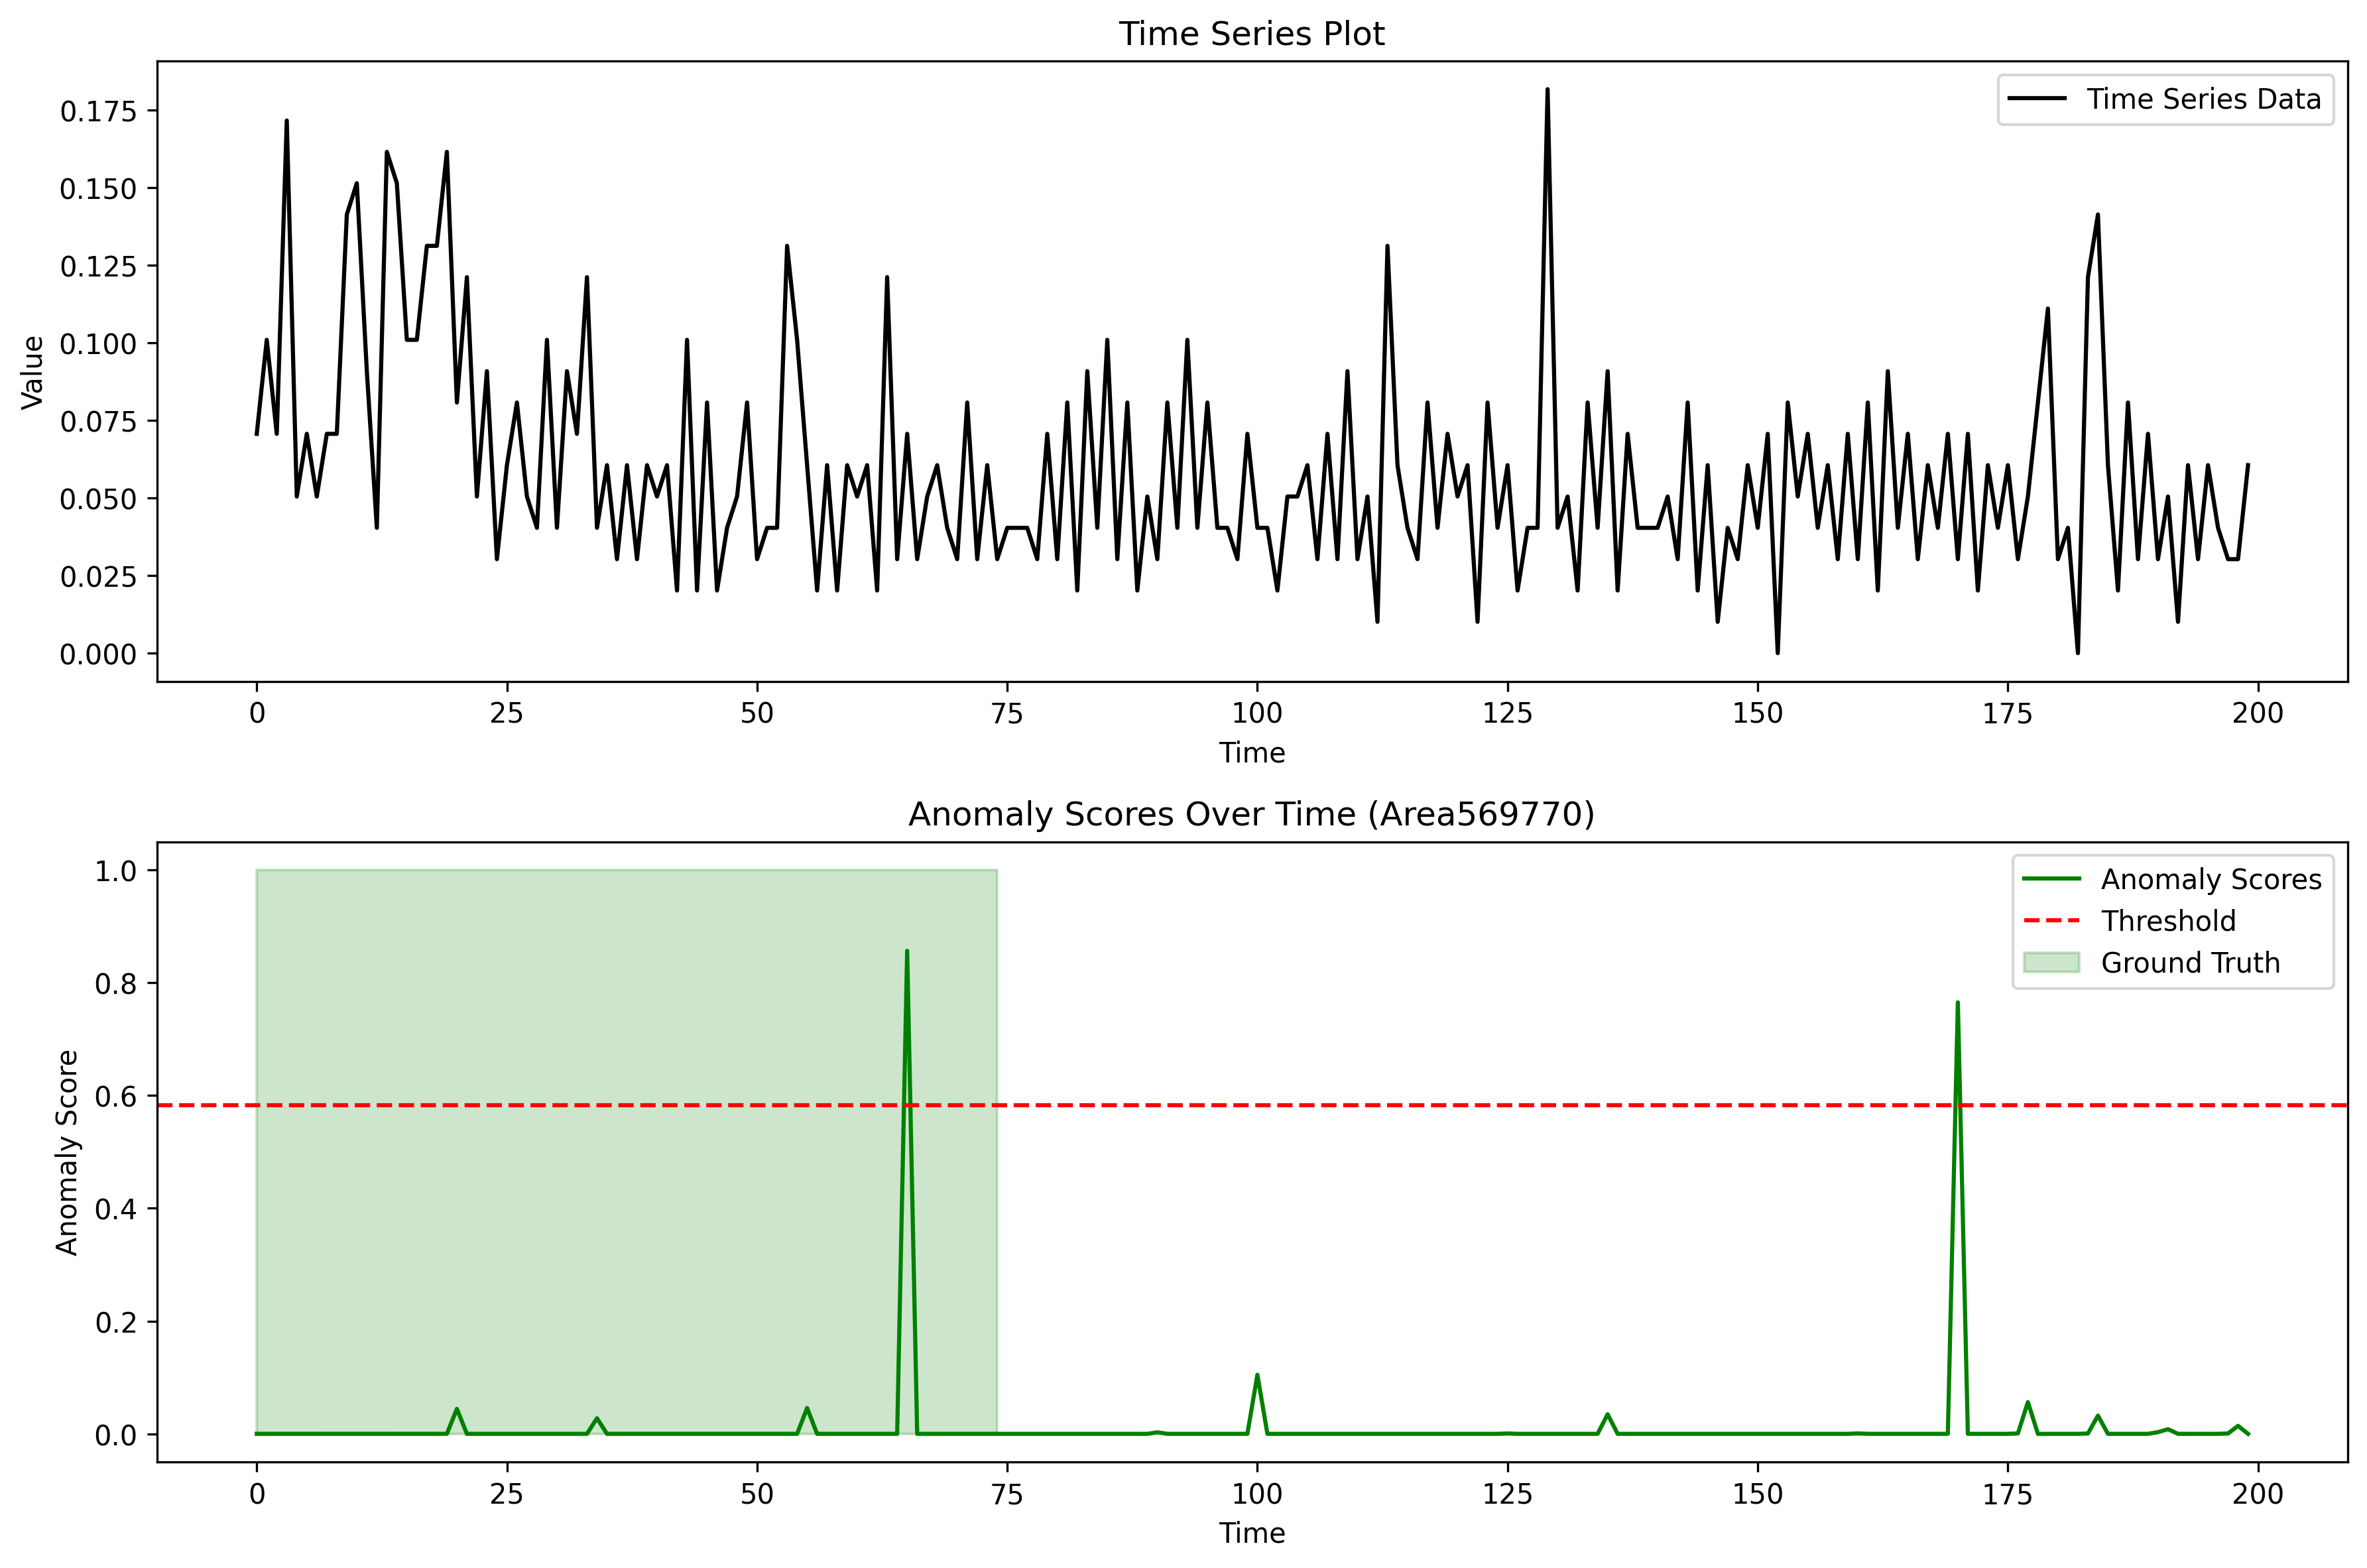 Time Series Plot
Time Series Data
0.175
0.150
0.125
0.100
0.075
0.050
0.025
0.000
Value
0 25 50 75 100 125 150 175 200
Time
Anomaly Scores Over Time (Area569770)
Anomaly Scores
Threshold
Ground Truth
1.0
0.8
0.6
0.4
0.2
0.0
Anomaly Score
0 25 50 75 100 125 150 175 200
Time